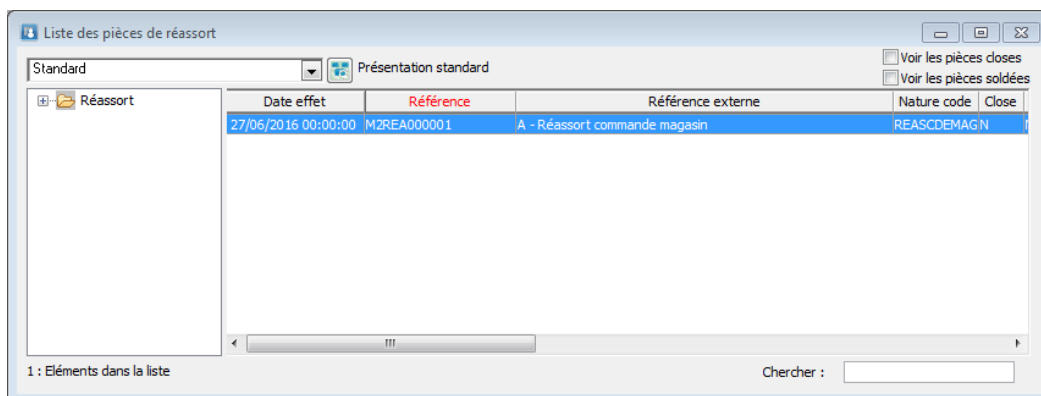 Liste des pièces de réassort
Standard
Présentation standard
Voir les pièces closes
Voir les pièces soldées
Réassort
Date effet Référence Référence externe Nature code Close
27/06/2016 00:00:00 M2REA000001 A - Réassort commande magasin REASCDEMAG N
1 : Eléments dans la liste
Chercher :